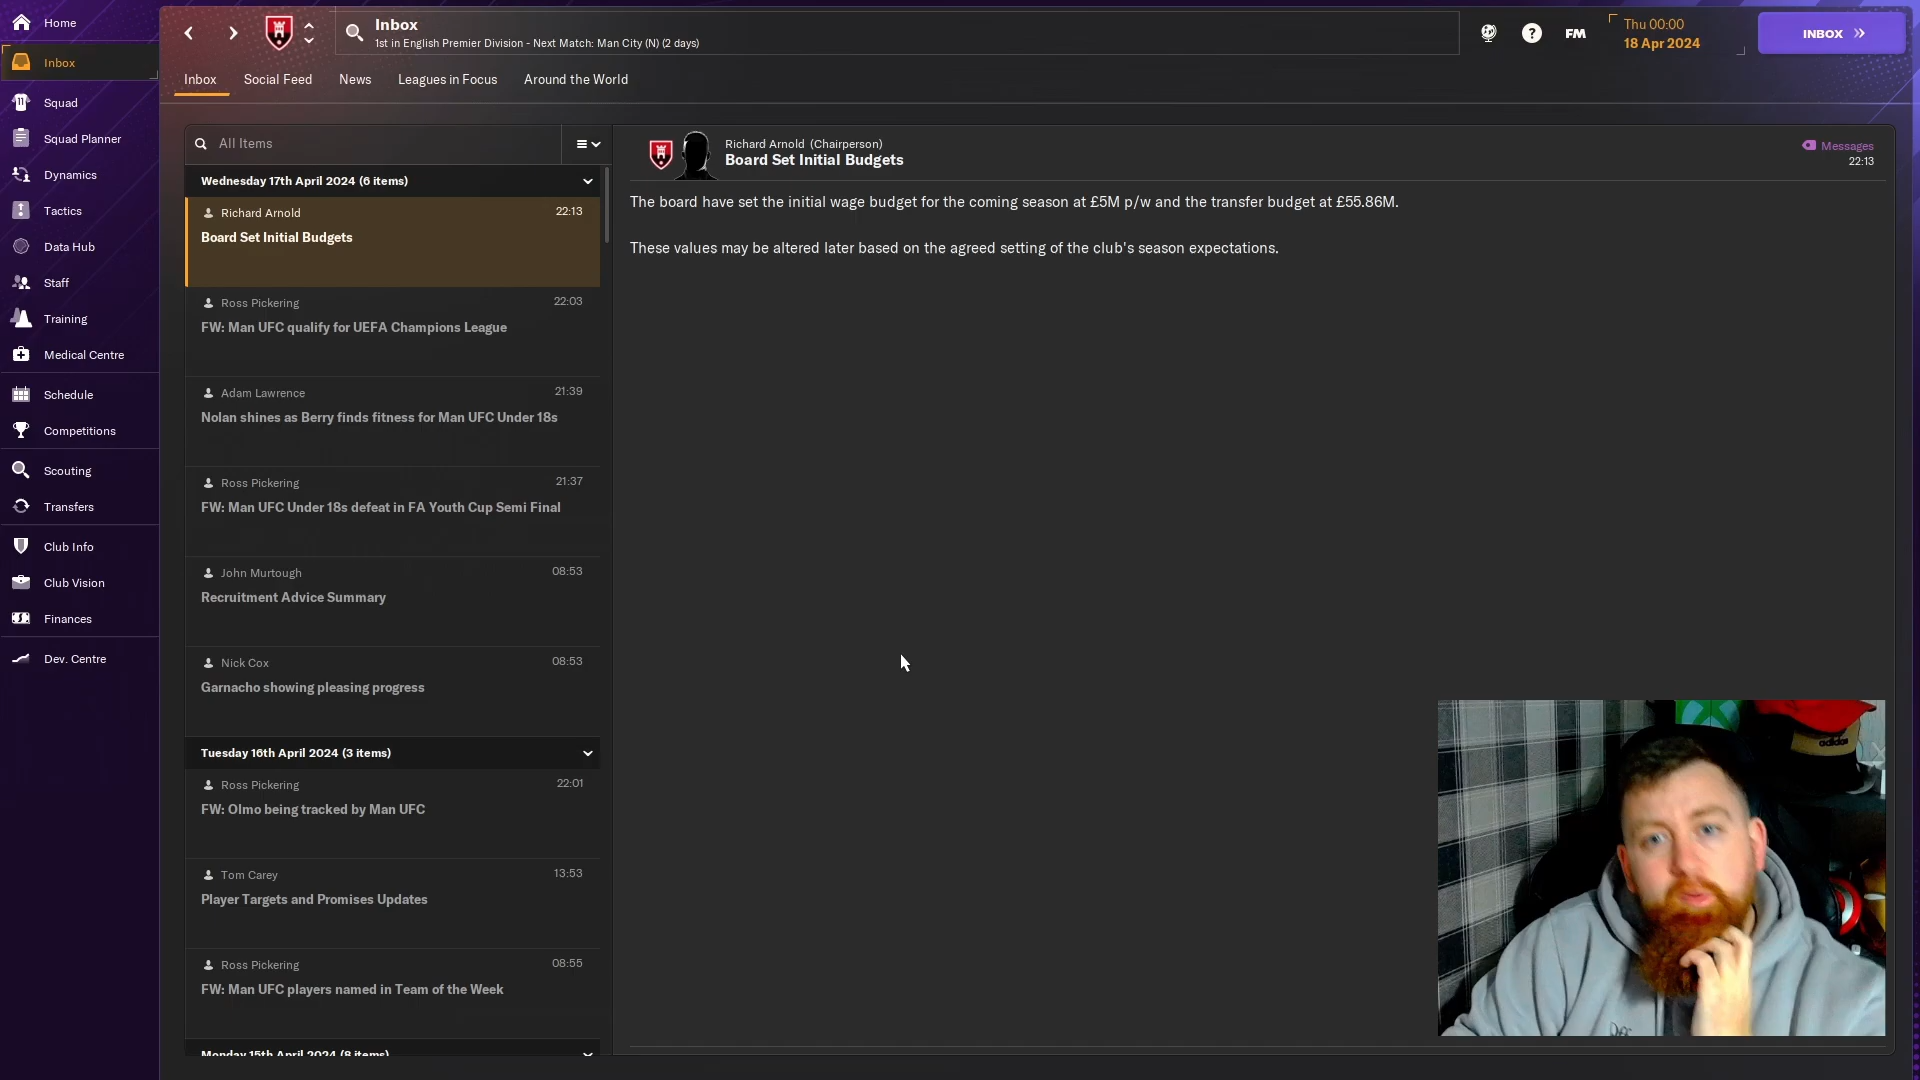 Home
Inbox
Squad
Squad Planner
Dynamics
Tactics
Data Hub
Staff
Training
Medical Centre
Schedule
Competitions
Scouting
Transfers
Club Info
Club Vision
Finances
Dev. Centre
Inbox
1st in English Premier Division - Next Match: Man City (N) (2 days)
FM
Thu 00:00
18 Apr 2024
INBOX
Inbox Social Feed News Leagues in Focus Around the World
All Items
Wednesday 17th April 2024 (6 items)
Richard Arnold 22:13
Board Set Initial Budgets
Ross Pickering 22:03
FW: Man UFC qualify for UEFA Champions League
Adam Lawrence 21:39
Nolan shines as Berry finds fitness for Man UFC Under 18s
Ross Pickering 21:37
FW: Man UFC Under 18s defeat in FA Youth Cup Semi Final
John Murtough 08:53
Recruitment Advice Summary
Nick Cox 08:53
Garnacho showing pleasing progress
Tuesday 16th April 2024 (3 items)
Ross Pickering 22:01
FW: Olmo being tracked by Man UFC
Tom Carey 13:53
Player Targets and Promises Updates
Ross Pickering 08:55
FW: Man UFC players named in Team of the Week
Monday 15th April 2024 (8 items)
Richard Arnold (Chairperson)
Board Set Initial Budgets
Messages
22:13
The board have set the initial wage budget for the coming season at £5M p/w and the transfer budget at £55.86M.
These values may be altered later based on the agreed setting of the club's season expectations.
adidas